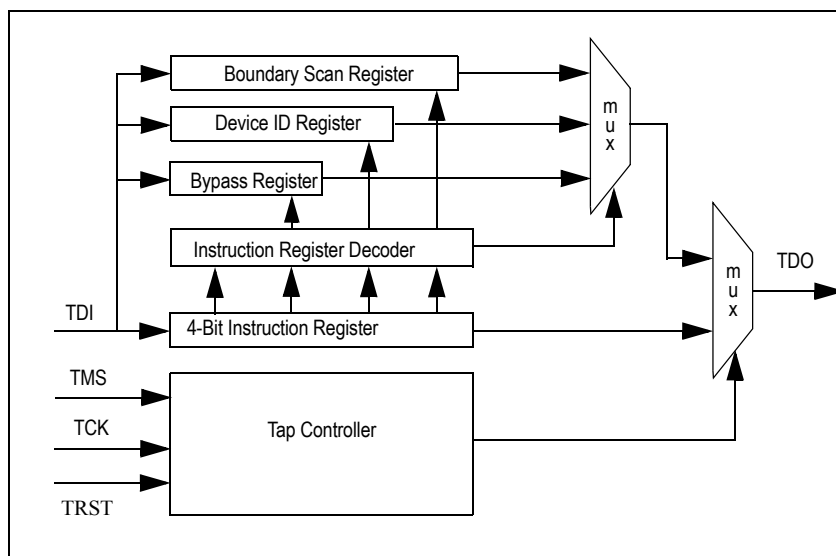 Boundary Scan Register
m
u
x
Device ID Register
Bypass Register
Instruction Register Decoder
m
u
x
TDO
TDI
4-Bit Instruction Register
TMS
TCK
Tap Controller
TRST